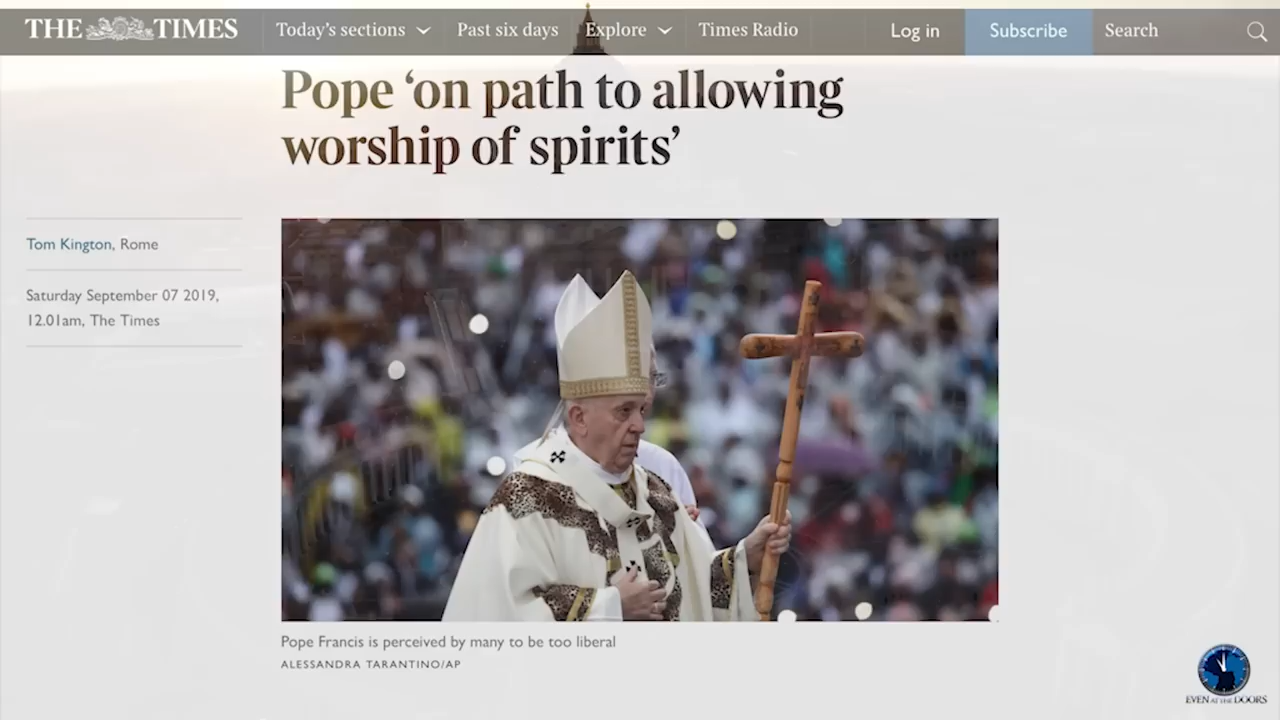 THE TIMES
Today's sections
Past six days
Explore
Times Radio
Log in
Subscribe
Search
Pope ‘on path to allowing
worship of spirits’
Tom Kington, Rome
Saturday September 07 2019,
12.01am, The Times
Pope Francis is perceived by many to be too liberal
ALESSANDRA TARANTINO/AP
EVEN AT THE DOORS